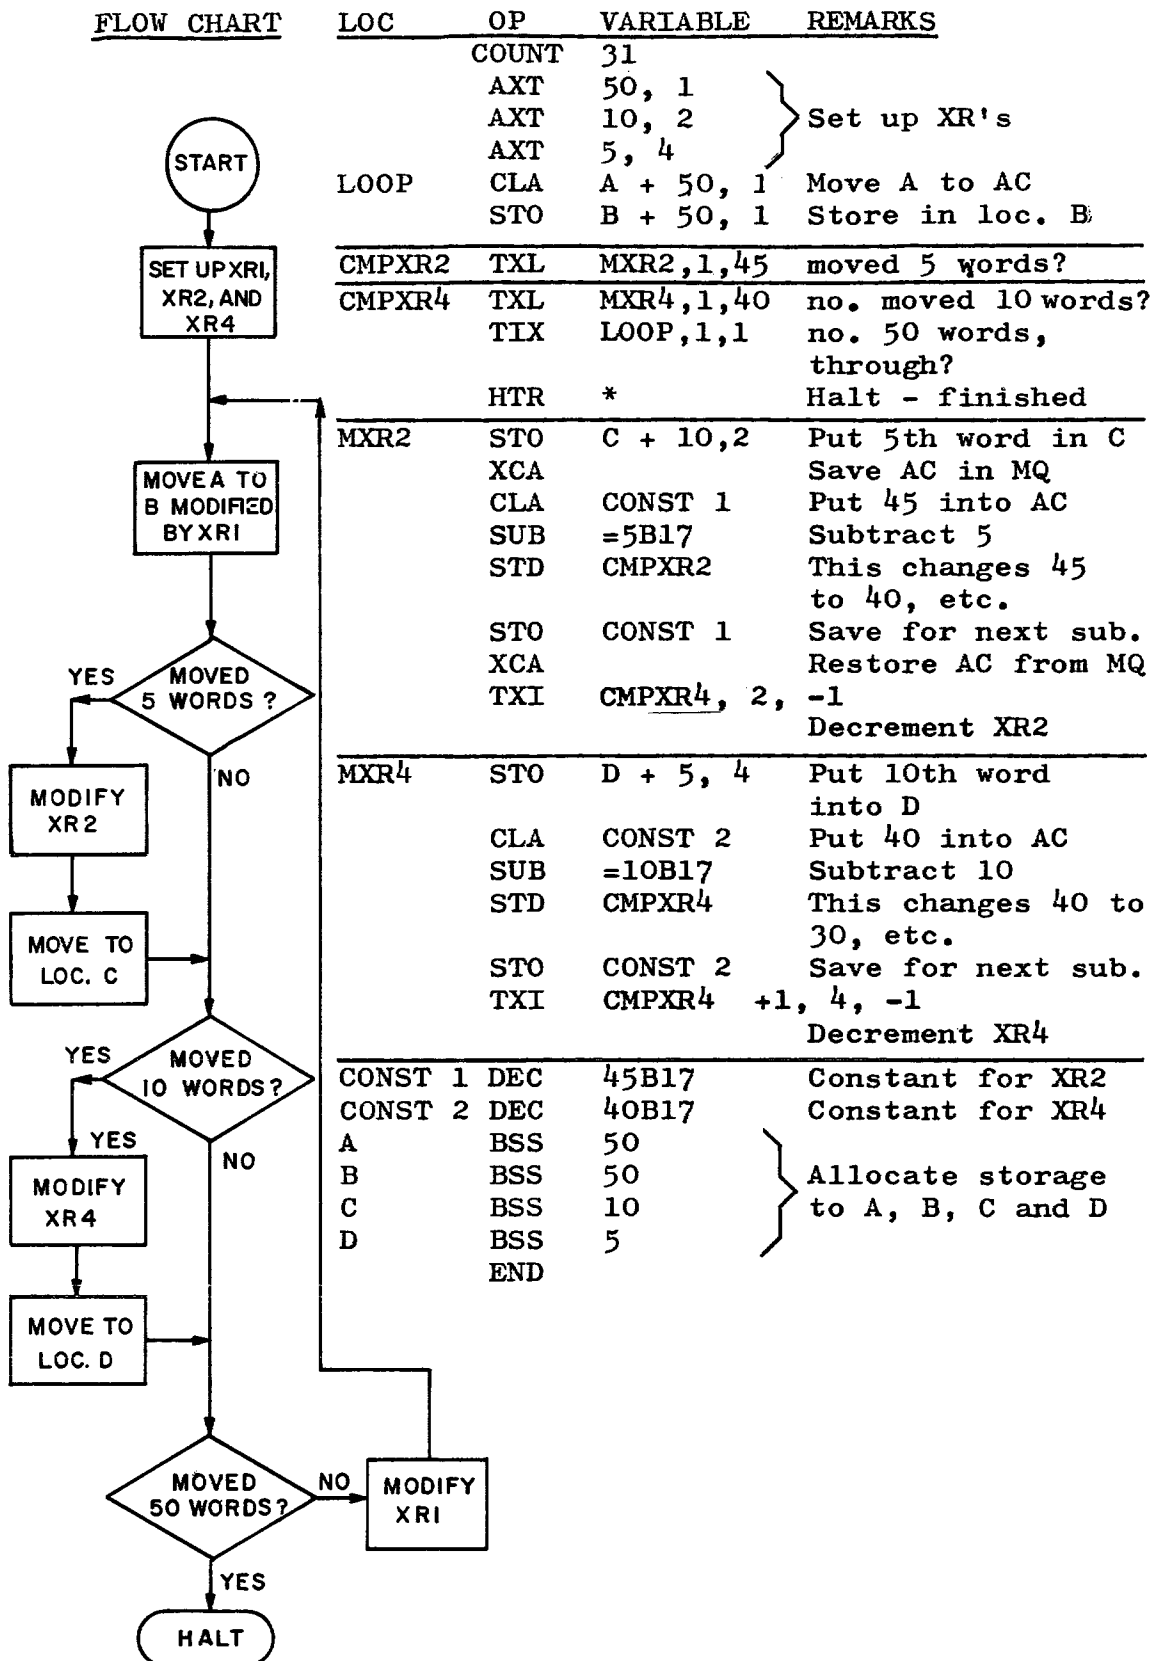 FLOW CHART LOC OP VARIABLE REMARKS
COUNT 31
AXT 50, 1
AXT 10, 2 Set up XR's
AXT 5, 4
LOOP CLA A + 50, 1 Move A to AC
STO B + 50, 1 Store in loc. B
CMPXR2 TXL MXR2,1,45 moved 5 words?
CMPXR4 TXL MXR4,1,40 no. moved 10 words?
TIX LOOP,1,1 no. 50 words,
through?
HTR * Halt - finished
MXR2 STO C + 10,2 Put 5th word in C
XCA Save AC in MQ
CLA CONST 1 Put 45 into AC
SUB =5B17 Subtract 5
STD CMPXR2 This changes 45
to 40, etc.
STO CONST 1 Save for next sub.
XCA Restore AC from MQ
TXI CMPXR4, 2, -1
Decrement XR2
MXR4 STO D + 5, 4 Put 10th word
into D
CLA CONST 2 Put 40 into AC
SUB =10B17 Subtract 10
STD CMPXR4 This changes 40 to
30, etc.
STO CONST 2 Save for next sub.
TXI CMPXR4 +1, 4, -1
Decrement XR4
CONST 1 DEC 45B17 Constant for XR2
CONST 2 DEC 40B17 Constant for XR4
A BSS 50
B BSS 50 Allocate storage
C BSS 10 to A, B, C and D
D BSS 5
END
START
SET UP XR1,
XR2, AND
XR4
MOVE A TO
B MODIFIED
BY XR1
MOVED
5 WORDS ?
YES
NO
MODIFY
XR2
MOVE TO
LOC. C
MOVED
10 WORDS?
YES
YES
NO
MODIFY
XR4
MOVE TO
LOC. D
MOVED
50 WORDS?
NO
MODIFY
XR1
YES
HALT